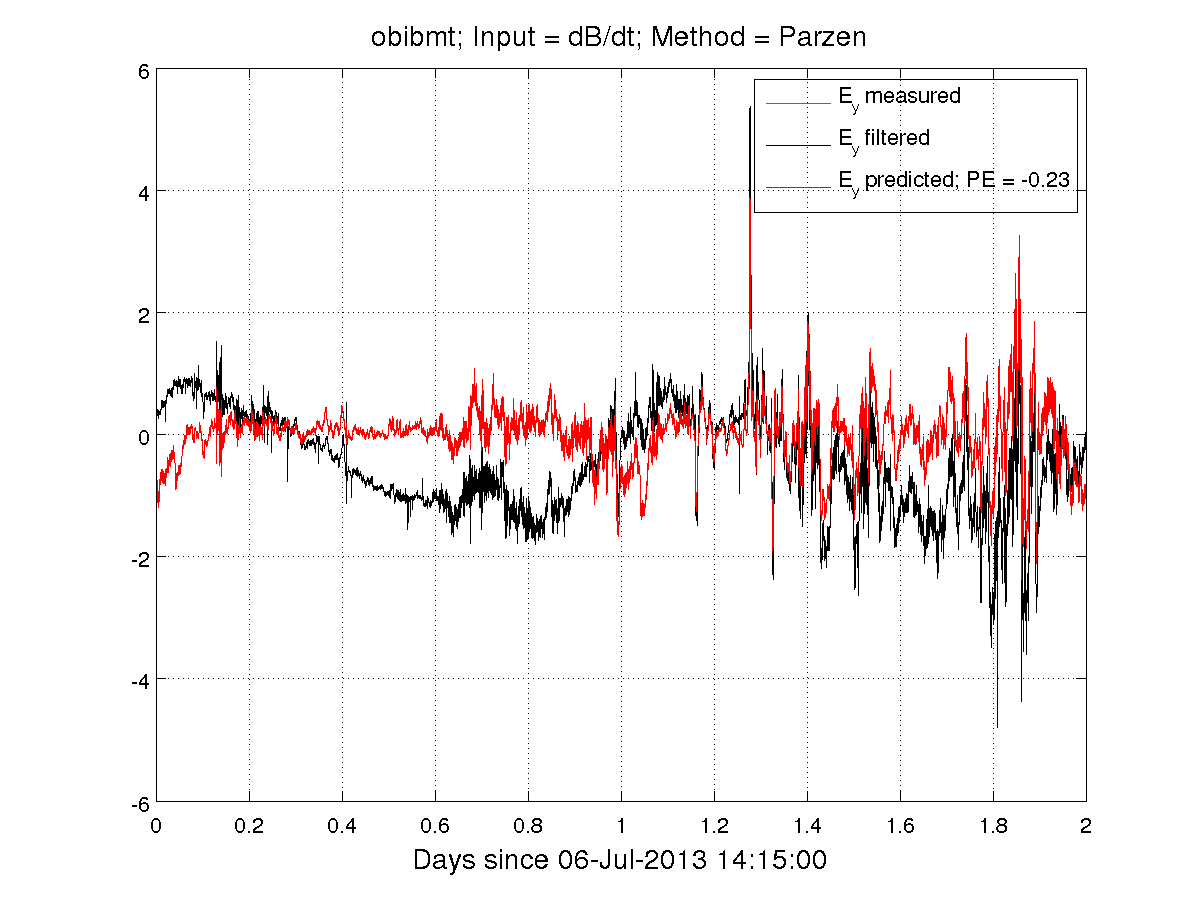 obibmt; Input = dB/dt; Method = Parzen
E_y measured
E_y filtered
E_y predicted; PE = -0.23
6
4
2
0
-2
-4
-6
0 0.2 0.4 0.6 0.8 1 1.2 1.4 1.6 1.8 2
Days since 06-Jul-2013 14:15:00